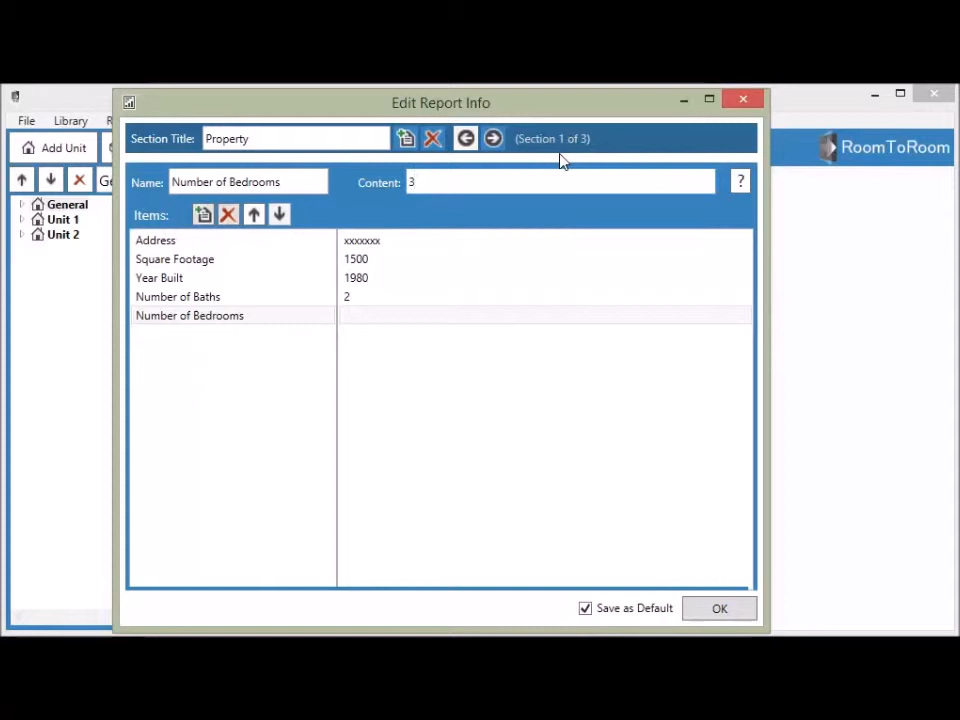 Edit Report Info
File Library R
Section Title: Property (Section 1 of 3)
Add Unit
RoomToRoom
Ge
Name: Number of Bedrooms Content: 3 ?
General
Unit 1
Unit 2
Items:
Address xxxxxxx
Square Footage 1500
Year Built 1980
Number of Baths 2
Number of Bedrooms
Save as Default OK